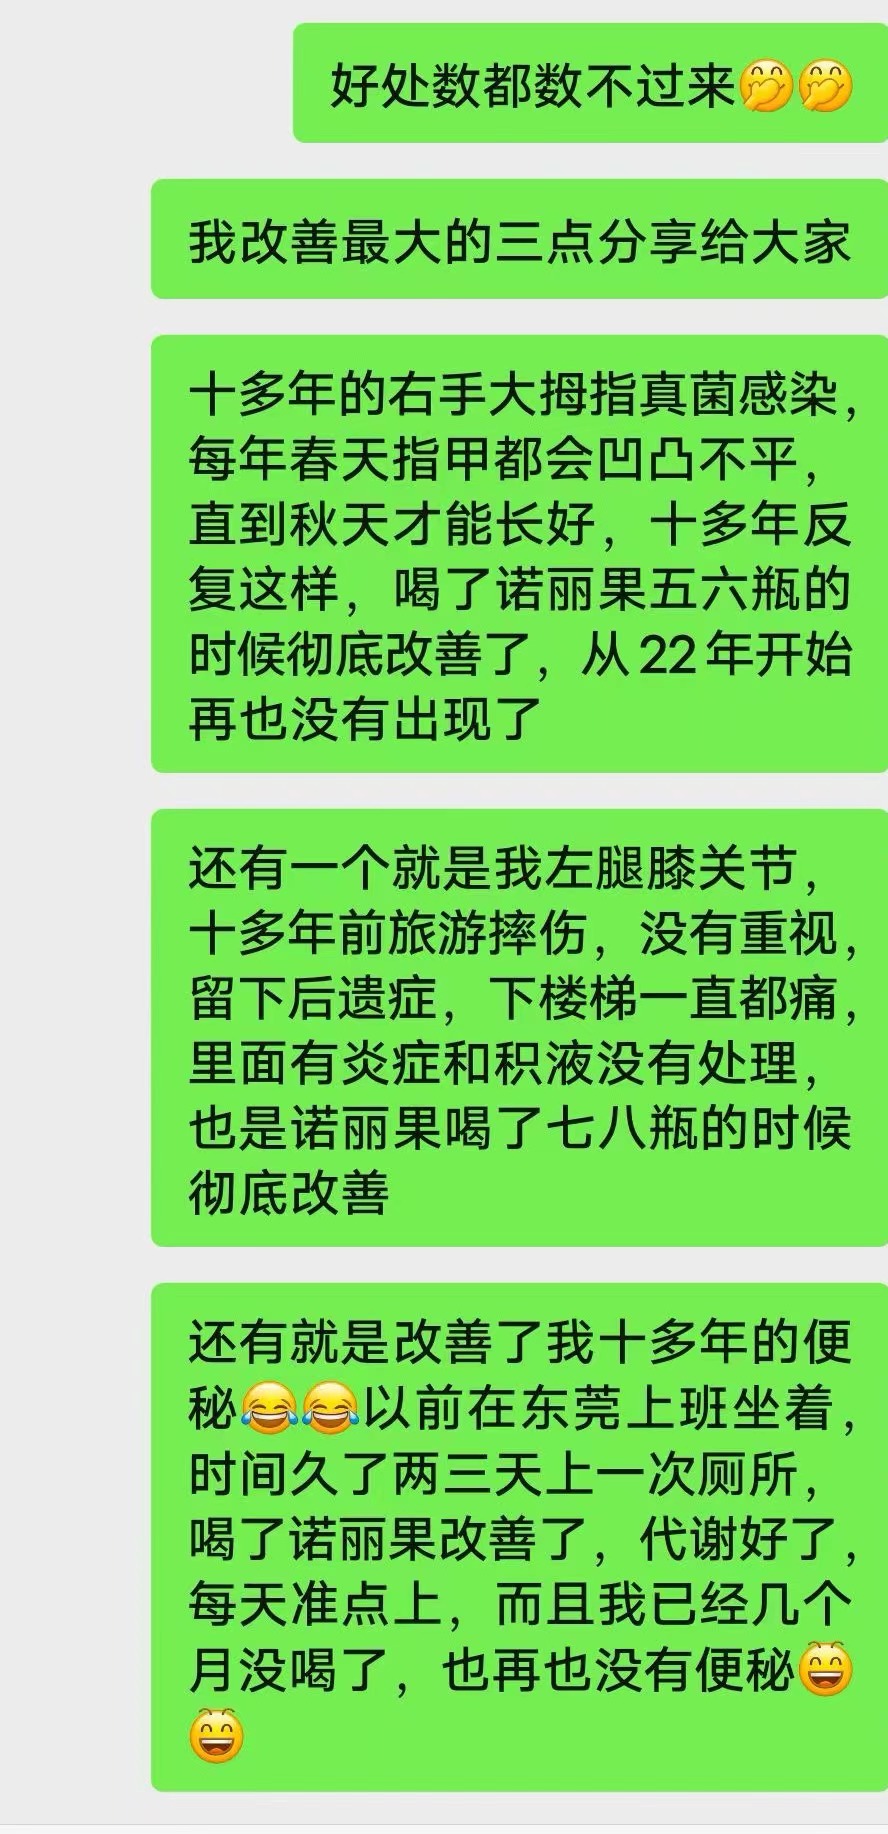 好处数都数不过来🤭🤭
我改善最大的三点分享给大家
十多年的右手大拇指真菌感染，
每年春天指甲都会凹凸不平，
直到秋天才能长好，十多年反
复这样，喝了诺丽果五六瓶的
时候彻底改善了，从22年开始
再也没有出现了
还有一个就是我左腿膝关节，
十多年前旅游摔伤，没有重视，
留下后遗症，下楼梯一直都痛，
里面有炎症和积液没有处理，
也是诺丽果喝了七八瓶的时候
彻底改善
还有就是改善了我十多年的便
秘😂😂以前在东莞上班坐着，
时间久了两三天上一次厕所，
喝了诺丽果改善了，代谢好了，
每天准点上，而且我已经几个
月没喝了，也再也没有便秘😄
😄